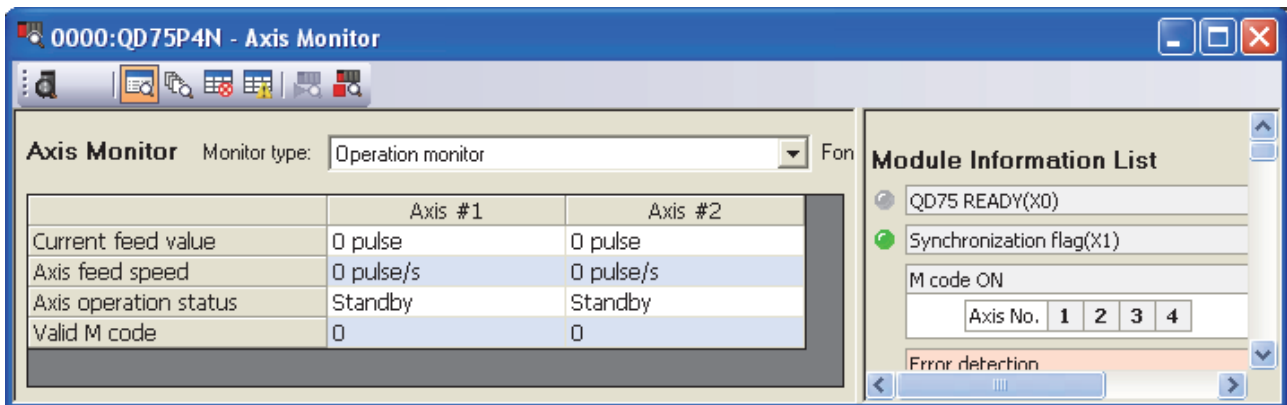 0000:QD75P4N - Axis Monitor
Axis Monitor Monitor type: Operation monitor Fon
Axis #1 Axis #2
Current feed value 0 pulse 0 pulse
Axis feed speed 0 pulse/s 0 pulse/s
Axis operation status Standby Standby
Valid M code 0 0
Module Information List
QD75 READY(X0)
Synchronization flag(X1)
M code ON
Axis No. 1 2 3 4
Error detection